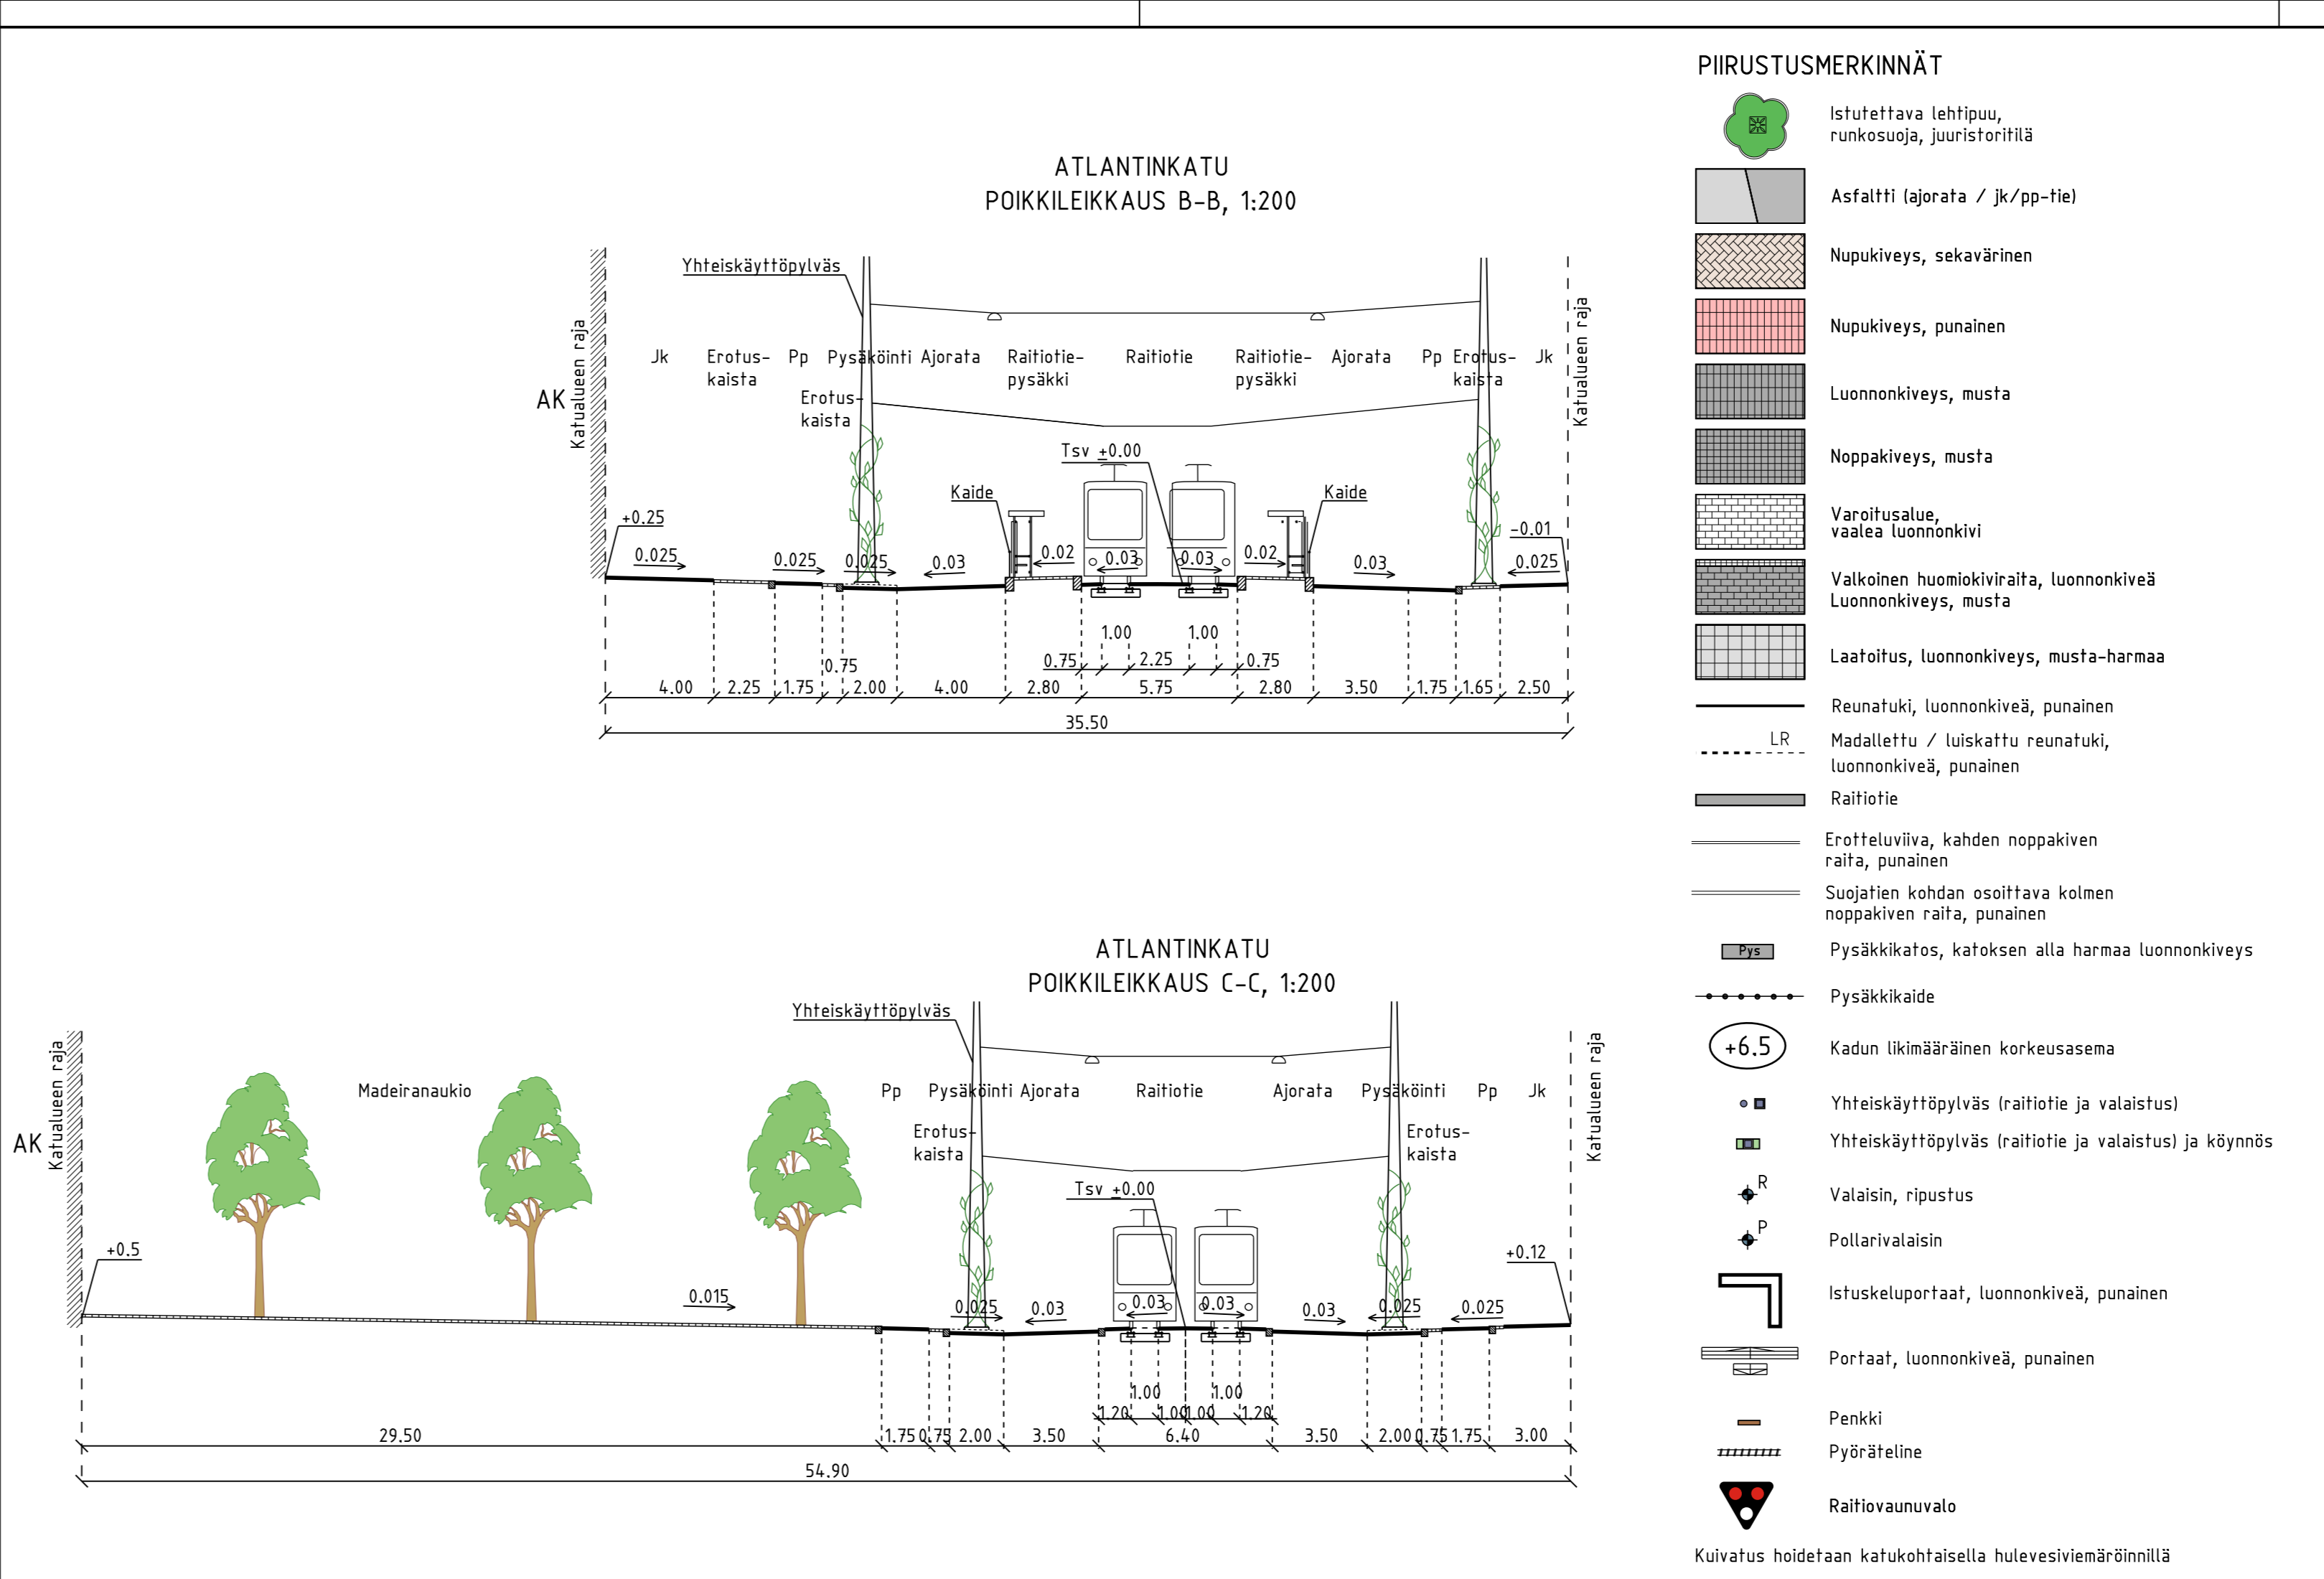 ATLANTINKATU
POIKKILEIKKAUS B-B, 1:200
Yhteiskäyttöpylväs
Katualueen raja
AK
Jk
Erotus-
kaista
Pp
Pysäköinti
Erotus-
kaista
Ajorata
Raitiotie-
pysäkki
Raitiotie
Raitiotie-
pysäkki
Ajorata
Pp
Erotus-
kaista
Jk
Katualueen raja
Tsv ±0.00
Kaide
Kaide
+0.25
-0.01
0.025
0.025
0.025
0.03
0.02
0.03
0.03
0.02
0.03
0.025
1.00
1.00
0.75
2.25
0.75
0.75
4.00
2.25
1.75
2.00
4.00
2.80
5.75
2.80
3.50
1.75
1.65
2.50
35.50
ATLANTINKATU
POIKKILEIKKAUS C-C, 1:200
Yhteiskäyttöpylväs
Katualueen raja
AK
Madeiranaukio
Pp
Pysäköinti
Erotus-
kaista
Ajorata
Raitiotie
Ajorata
Pysäköinti
Erotus-
kaista
Pp
Jk
Katualueen raja
Tsv ±0.00
+0.5
+0.12
0.015
0.025
0.03
0.03
0.03
0.03
0.025
0.025
1.00
1.00
1.20
1.00
1.00
1.20
29.50
1.75
0.75
2.00
3.50
6.40
3.50
2.00
0.75
1.75
3.00
54.90
PIIRUSTUSMERKINNÄT
Istutettava lehtipuu,
runkosuoja, juuristoritilä
Asfaltti (ajorata / jk/pp-tie)
Nupukiveys, sekavärinen
Nupukiveys, punainen
Luonnonkiveys, musta
Noppakiveys, musta
Varoitusalue,
vaalea luonnonkivi
Valkoinen huomiokiviraita, luonnonkiveä
Luonnonkiveys, musta
Laatoitus, luonnonkiveys, musta-harmaa
Reunatuki, luonnonkiveä, punainen
LR
Madallettu / luiskattu reunatuki,
luonnonkiveä, punainen
Raitiotie
Erotteluviiva, kahden noppakiven
raita, punainen
Suojatien kohdan osoittava kolmen
noppakiven raita, punainen
Pys
Pysäkkikatos, katoksen alla harmaa luonnonkiveys
Pysäkkikaide
+6.5
Kadun likimääräinen korkeusasema
Yhteiskäyttöpylväs (raitiotie ja valaistus)
Yhteiskäyttöpylväs (raitiotie ja valaistus) ja köynnös
R
Valaisin, ripustus
P
Pollarivalaisin
Istuskeluportaat, luonnonkiveä, punainen
Portaat, luonnonkiveä, punainen
Penkki
Pyöräteline
Raitiovaunuvalo
Kuivatus hoidetaan katukohtaisella hulevesiviemäröinnillä